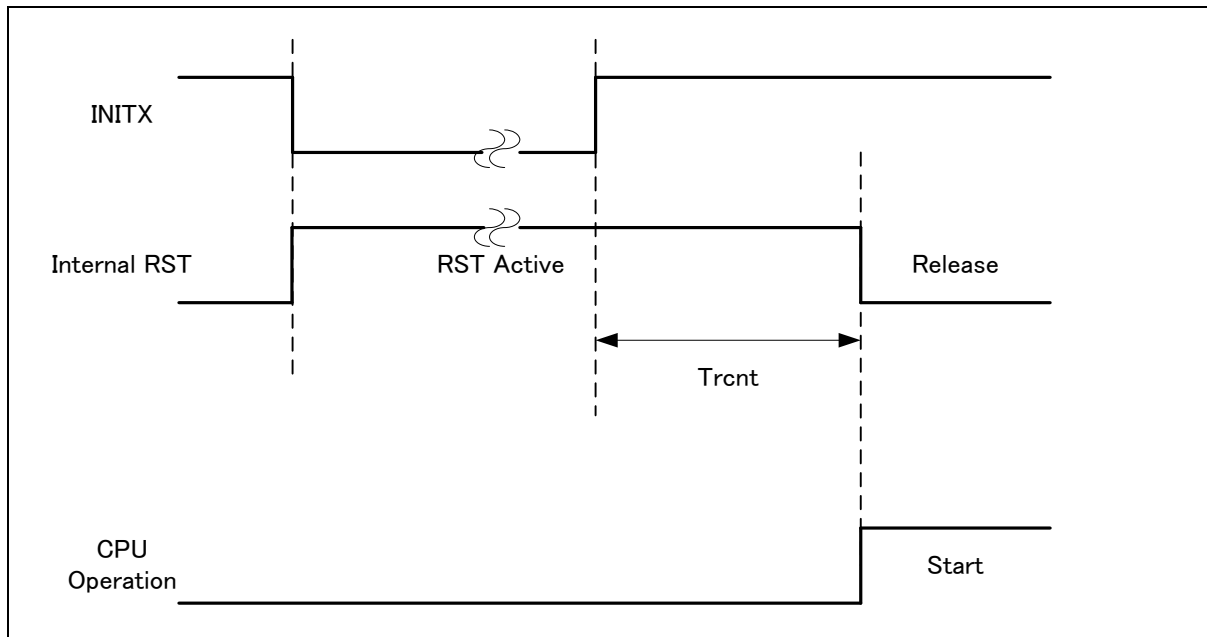 INITX
Internal RST
RST Active
Release
Trcnt
CPU
Operation
Start